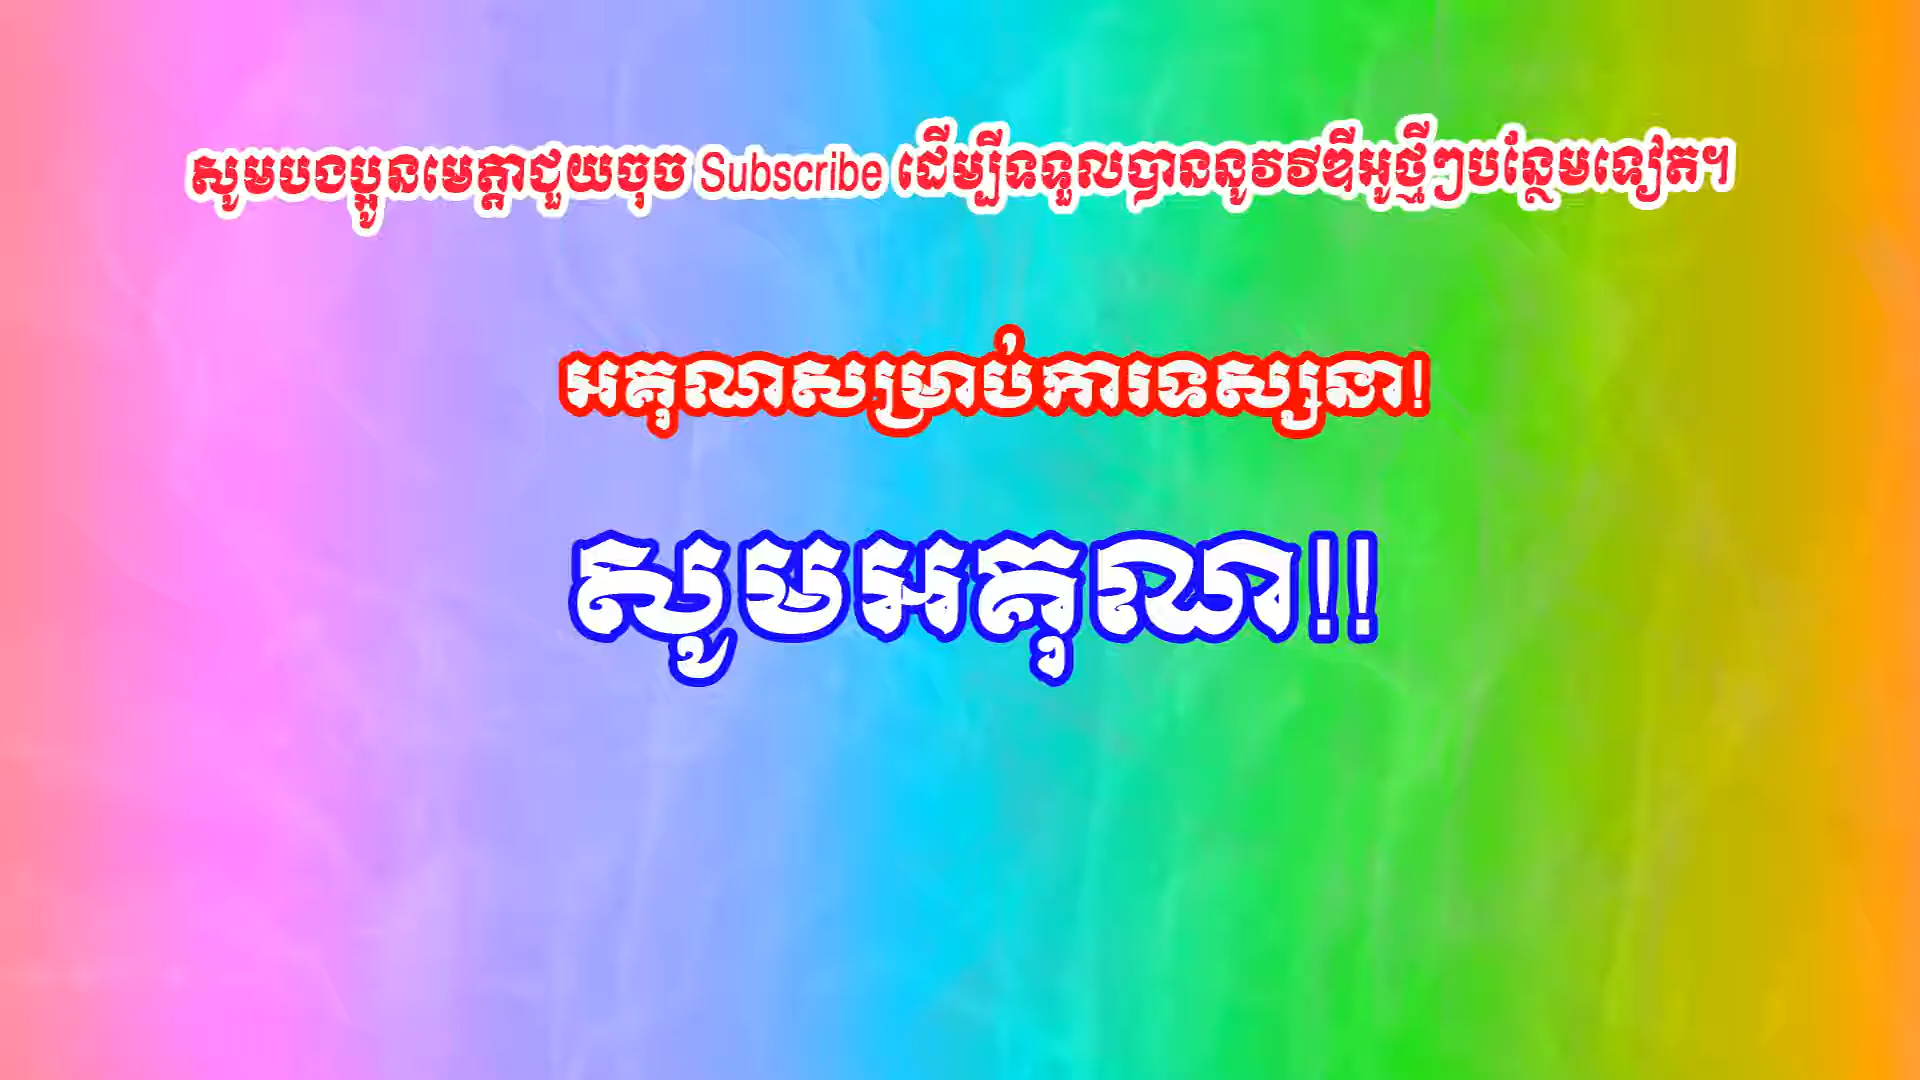 សូមបងប្អូនមេត្តាជួយចុច Subscribe ដើម្បីទទួលបាននូវវីឌីអូថ្មីៗបន្ថែមទៀត។
អគុណសម្រាប់ការទស្សនា!
សូមអគុណ!!